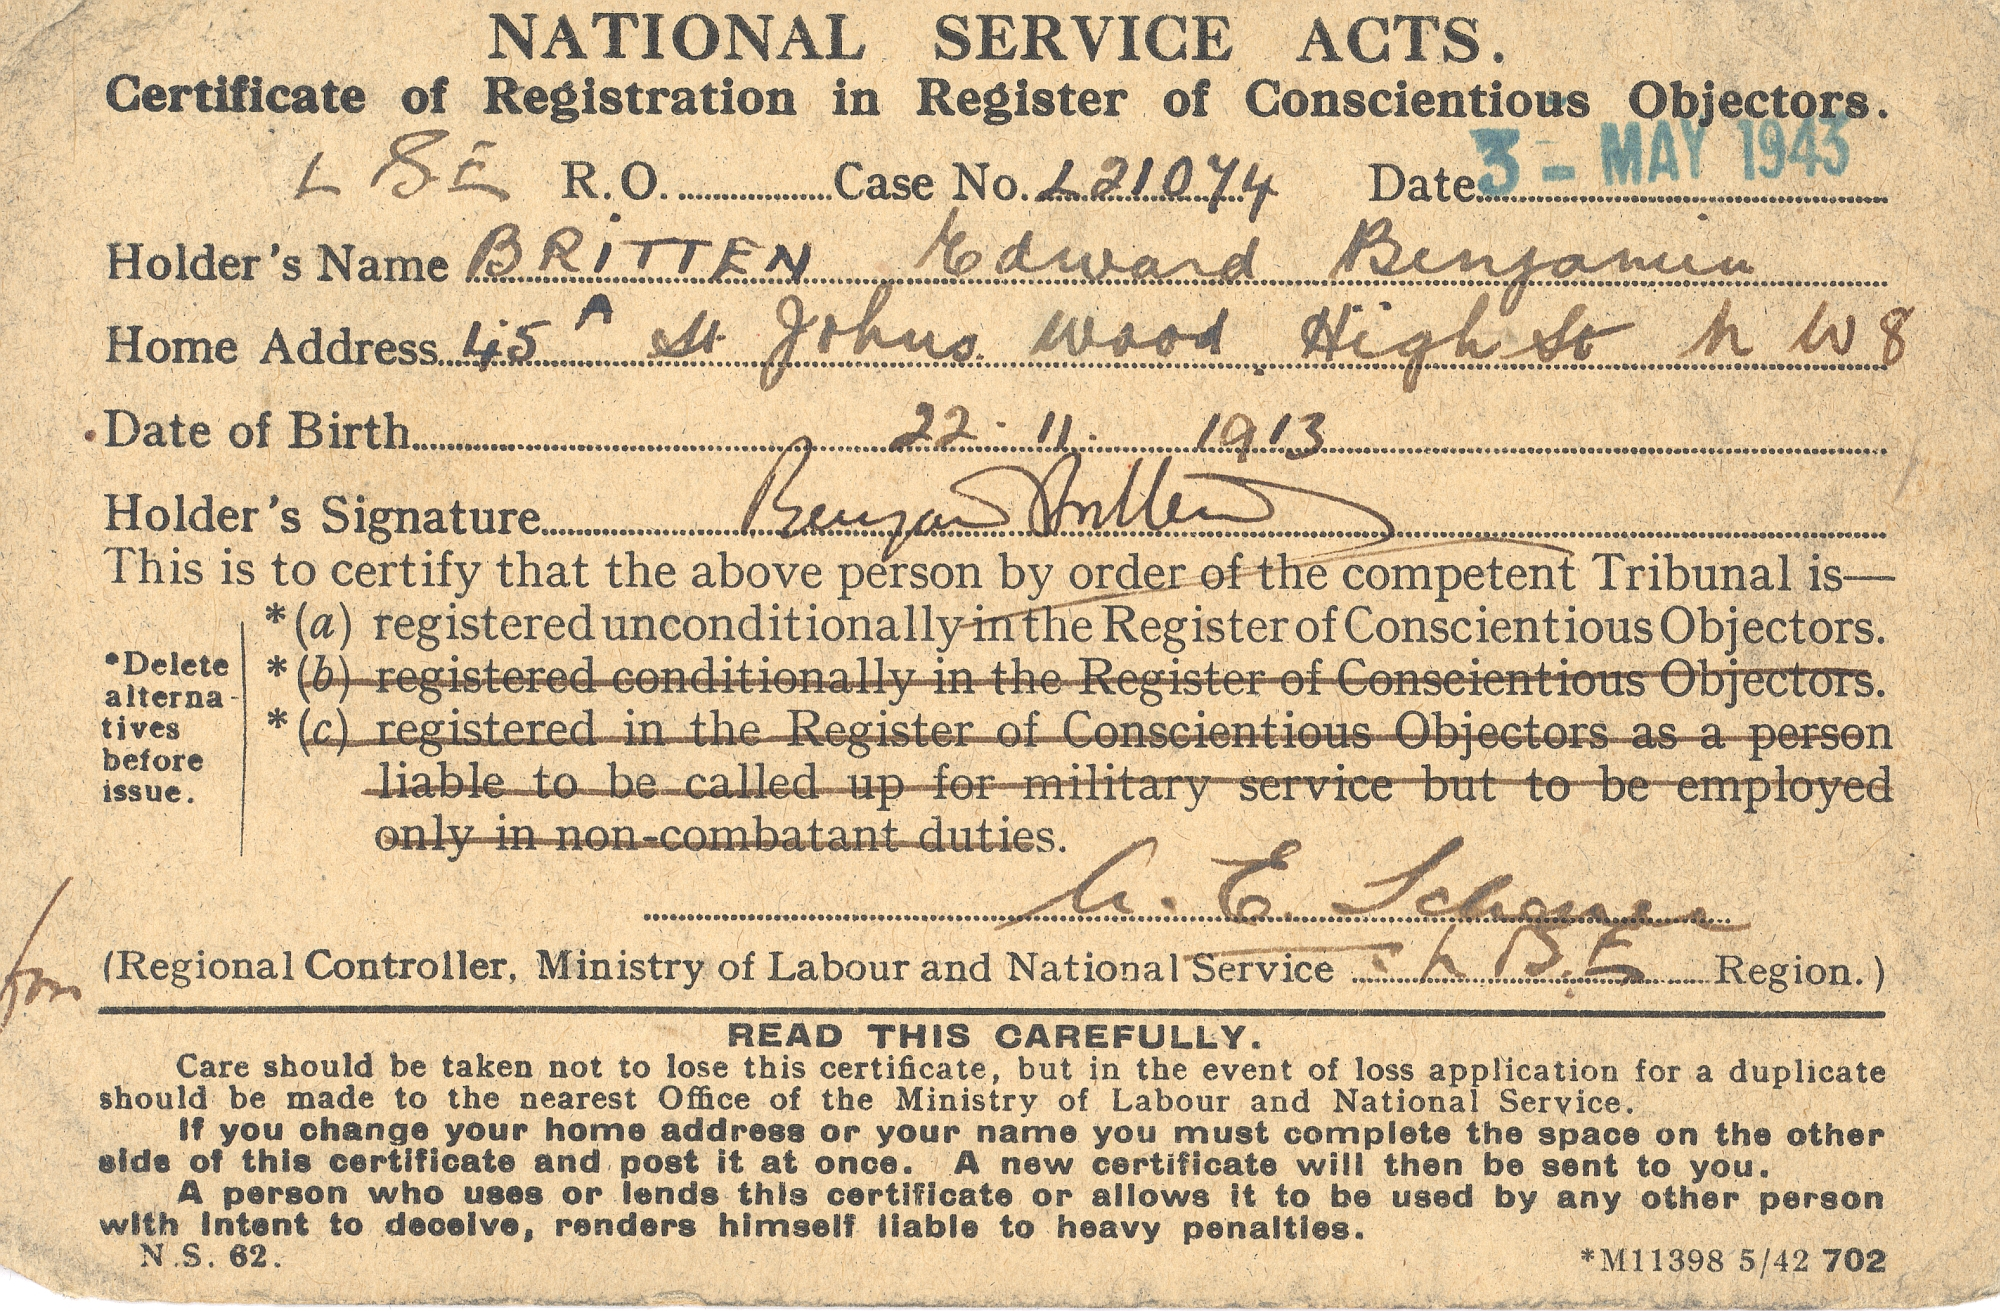 NATIONAL SERVICE ACTS.
Certificate of Registration in Register of Conscientious Objectors.
L S E R.O. Case No. L21074 Date 3 - MAY 1943
Holder's Name BRITTEN Edward Benjamin
Home Address 45 A St Johns Wood High St N W 8
Date of Birth 22. 11. 1913
Holder's Signature Benjamin Britten
This is to certify that the above person by order of the competent Tribunal is—
*(a) registered unconditionally in the Register of Conscientious Objectors.
*(b) registered conditionally in the Register of Conscientious Objectors.
*(c) registered in the Register of Conscientious Objectors as a person
liable to be called up for military service but to be employed
only in non-combatant duties.
*Delete
alterna-
tives
before
issue.
A. E.
(Regional Controller, Ministry of Labour and National Service Region.)
READ THIS CAREFULLY.
Care should be taken not to lose this certificate, but in the event of loss application for a duplicate
should be made to the nearest Office of the Ministry of Labour and National Service.
If you change your home address or your name you must complete the space on the other
side of this certificate and post it at once. A new certificate will then be sent to you.
A person who uses or lends this certificate or allows it to be used by any other person
with intent to deceive, renders himself liable to heavy penalties.
N.S. 62.
*M11398 5/42 702